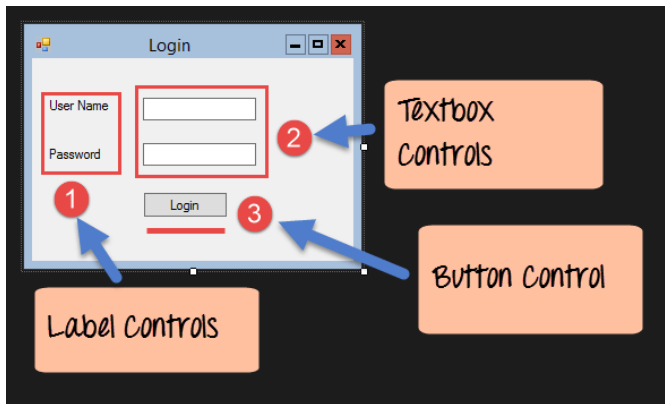 Login
User Name
Password
Login
1
2
3
Textbox
Controls
Button Control
Label Controls